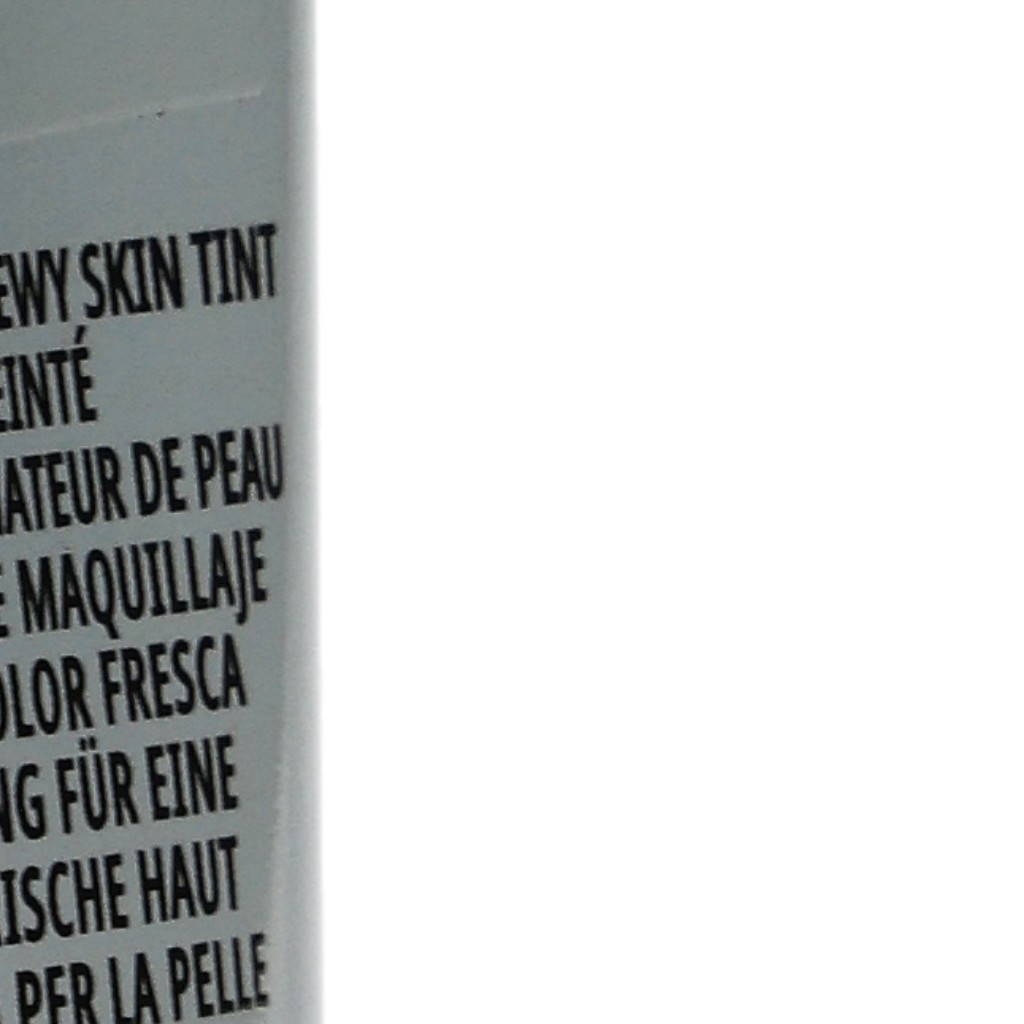 EWY SKIN TINT
EINTÉ
ATEUR DE PEAU
E MAQUILLAJE
OLOR FRESCA
NG FÜR EINE
ISCHE HAUT
PER LA PELLE